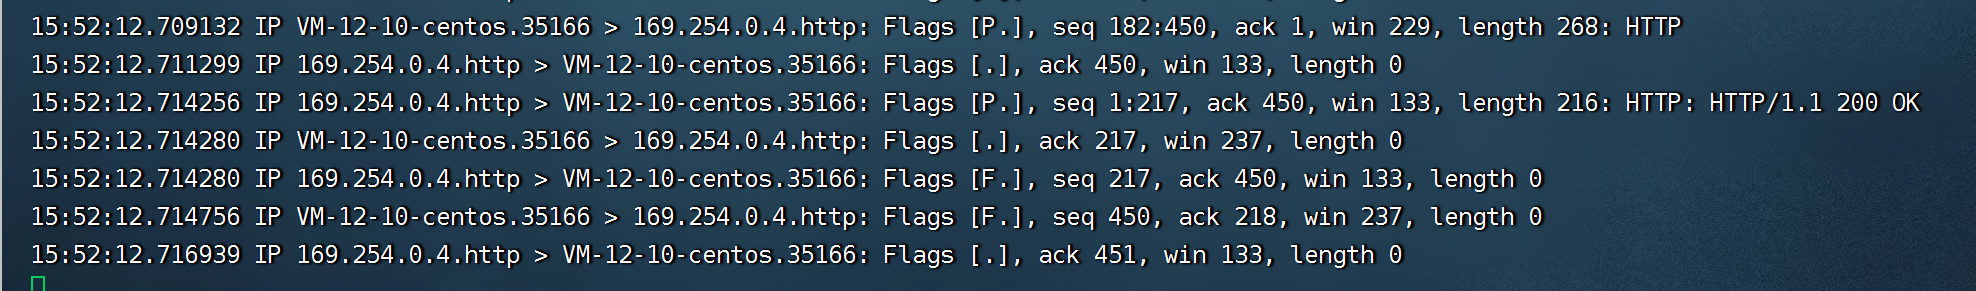 15:52:12.709132 IP VM-12-10-centos.35166 > 169.254.0.4.http: Flags [P.], seq 182:450, ack 1, win 229, length 268: HTTP
15:52:12.711299 IP 169.254.0.4.http > VM-12-10-centos.35166: Flags [.], ack 450, win 133, length 0
15:52:12.714256 IP 169.254.0.4.http > VM-12-10-centos.35166: Flags [P.], seq 1:217, ack 450, win 133, length 216: HTTP: HTTP/1.1 200 OK
15:52:12.714280 IP VM-12-10-centos.35166 > 169.254.0.4.http: Flags [.], ack 217, win 237, length 0
15:52:12.714280 IP 169.254.0.4.http > VM-12-10-centos.35166: Flags [F.], seq 217, ack 450, win 133, length 0
15:52:12.714756 IP VM-12-10-centos.35166 > 169.254.0.4.http: Flags [F.], seq 450, ack 218, win 237, length 0
15:52:12.716939 IP 169.254.0.4.http > VM-12-10-centos.35166: Flags [.], ack 451, win 133, length 0